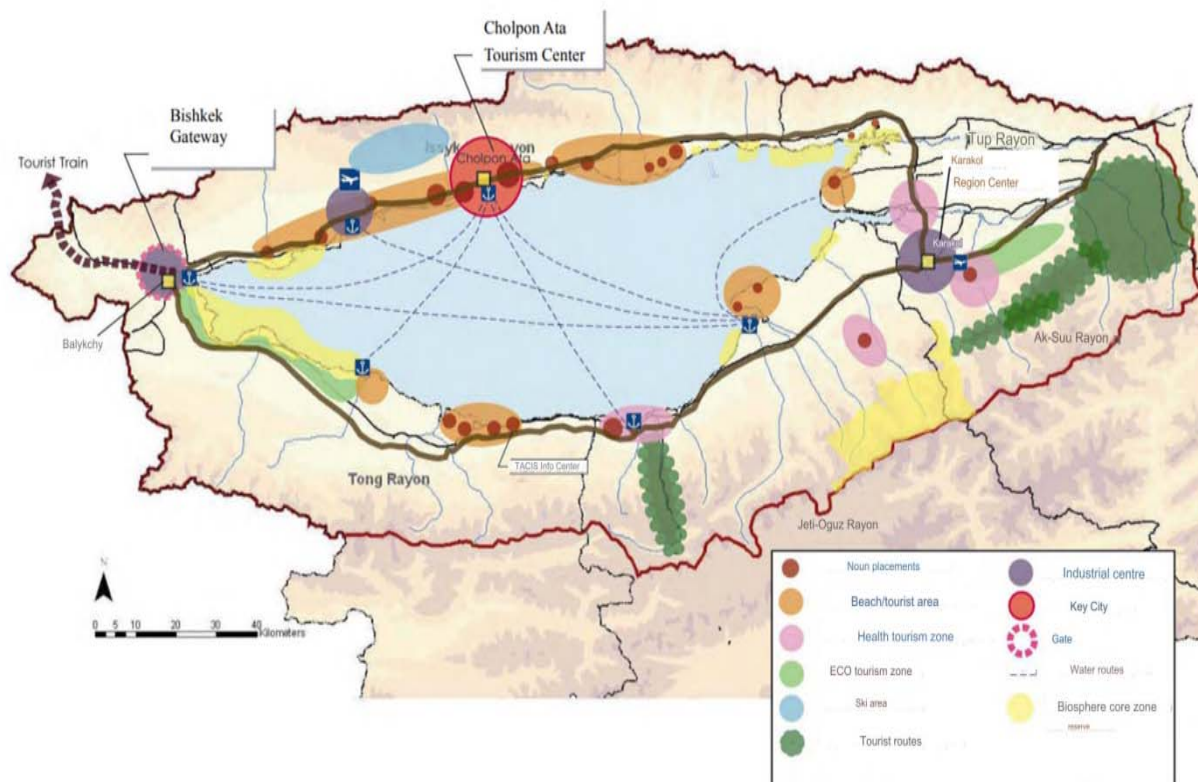 Cholpon Ata
Tourism Center
Bishkek
Gateway
Tourist Train
Cholpon Ata
Tup Rayon
Karakol
Region Center
Karakol
Balykchy
Ak-Suu Rayon
TACIS Info Center
Tong Rayon
Jeti-Oguz Rayon
N
0 5 10 20 30 40
Kilometers
Noun placements
Beach/tourist area
Health tourism zone
ECO tourism zone
Ski area
Tourist routes
Industrial centre
Key City
Gate
Water routes
Biosphere core zone
reserve